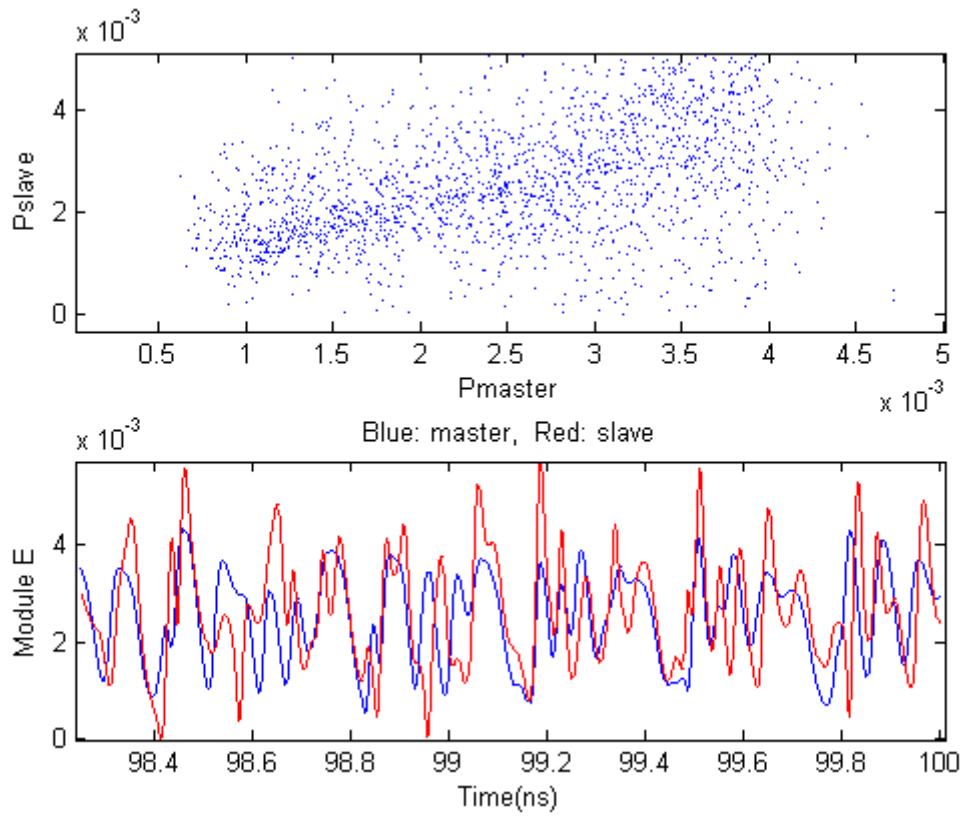 x 10-3
4
2
0
Pslave
0.5 1 1.5 2 2.5 3 3.5 4 4.5 5
Pmaster
x 10-3
x 10-3
Blue: master, Red: slave
4
2
0
Module E
98.4 98.6 98.8 99 99.2 99.4 99.6 99.8 100
Time(ns)